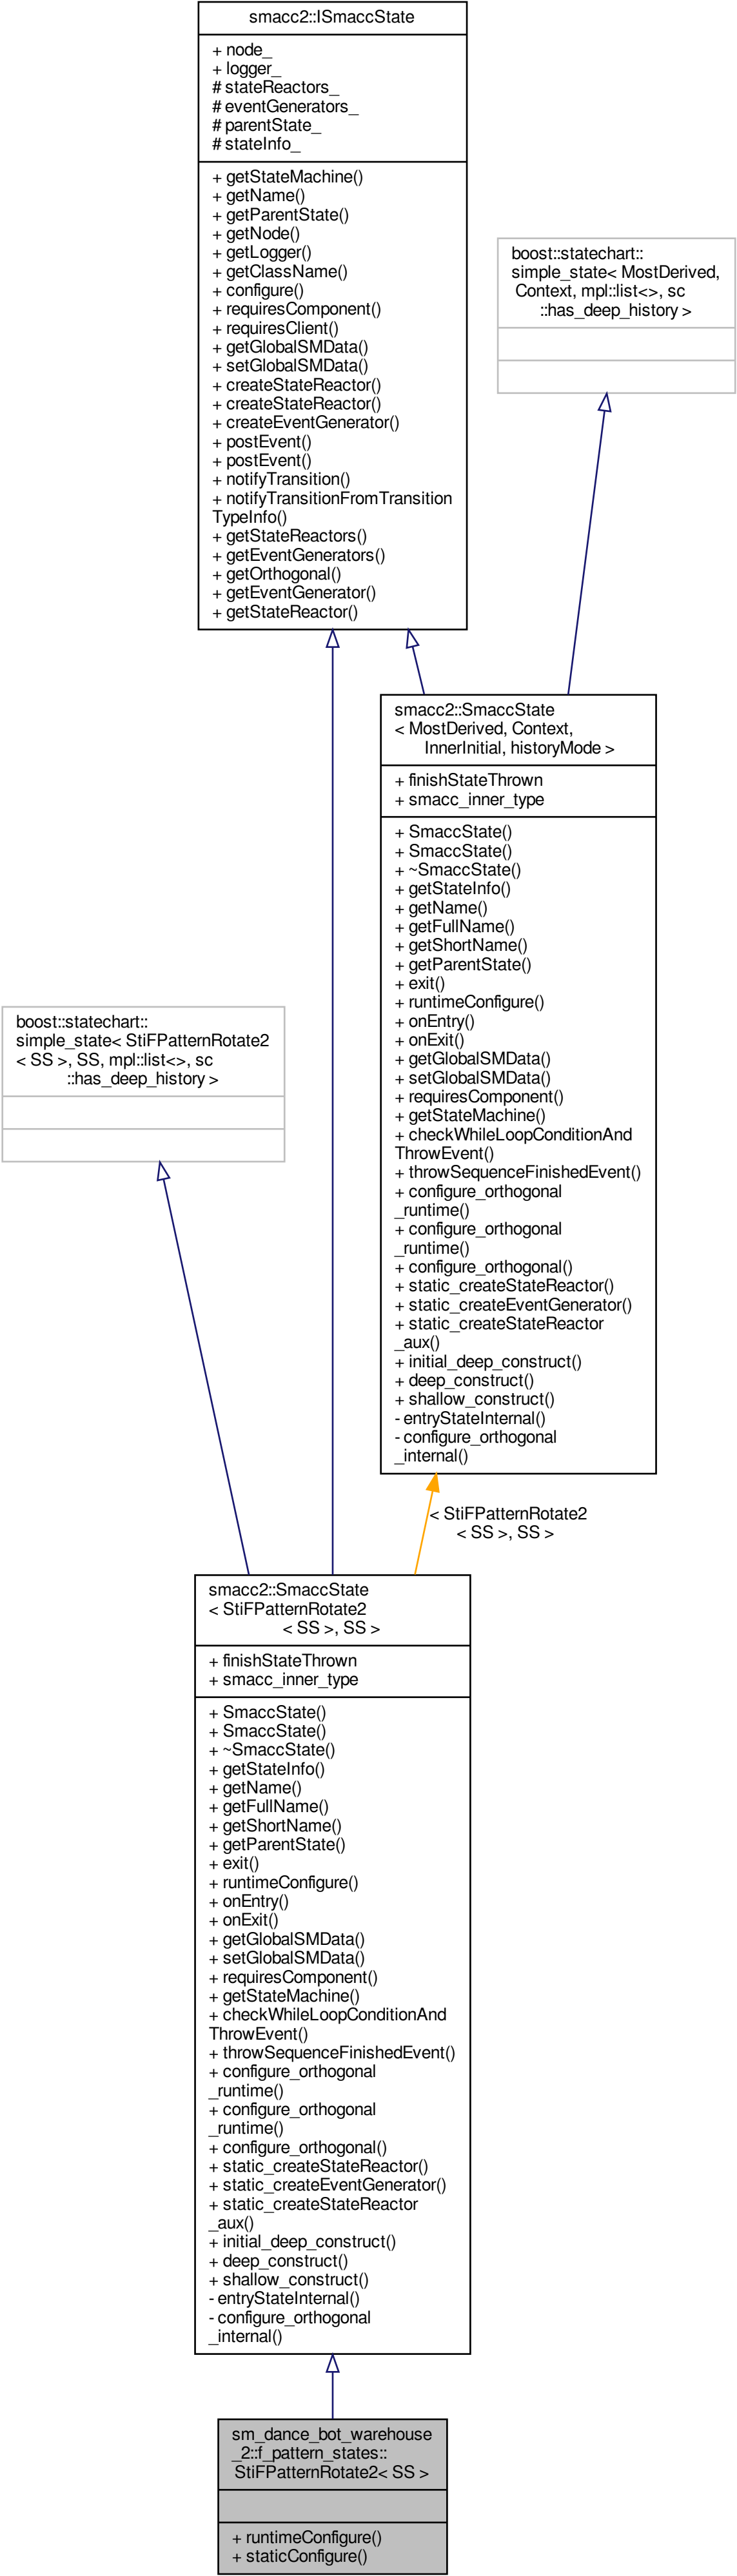 smacc2::ISmaccState
+ node_
+ logger_
# stateReactors_
# eventGenerators_
# parentState_
# stateInfo_
+ getStateMachine()
+ getName()
+ getParentState()
+ getNode()
+ getLogger()
+ getClassName()
+ configure()
+ requiresComponent()
+ requiresClient()
+ getGlobalSMData()
+ setGlobalSMData()
+ createStateReactor()
+ createStateReactor()
+ createEventGenerator()
+ postEvent()
+ postEvent()
+ notifyTransition()
+ notifyTransitionFromTransition
TypeInfo()
+ getStateReactors()
+ getEventGenerators()
+ getOrthogonal()
+ getEventGenerator()
+ getStateReactor()
boost::statechart::
simple_state< MostDerived,
Context, mpl::list<>, sc
::has_deep_history >
smacc2::SmaccState
< MostDerived, Context,
InnerInitial, historyMode >
+ finishStateThrown
+ smacc_inner_type
+ SmaccState()
+ SmaccState()
+ ~SmaccState()
+ getStateInfo()
+ getName()
+ getFullName()
+ getShortName()
+ getParentState()
+ exit()
+ runtimeConfigure()
+ onEntry()
+ onExit()
+ getGlobalSMData()
+ setGlobalSMData()
+ requiresComponent()
+ getStateMachine()
+ checkWhileLoopConditionAnd
ThrowEvent()
+ throwSequenceFinishedEvent()
+ configure_orthogonal
_runtime()
+ configure_orthogonal
_runtime()
+ configure_orthogonal()
+ static_createStateReactor()
+ static_createEventGenerator()
+ static_createStateReactor
_aux()
+ initial_deep_construct()
+ deep_construct()
+ shallow_construct()
- entryStateInternal()
- configure_orthogonal
_internal()
boost::statechart::
simple_state< StiFPatternRotate2
< SS >, SS, mpl::list<>, sc
::has_deep_history >
< StiFPatternRotate2
< SS >, SS >
smacc2::SmaccState
< StiFPatternRotate2
< SS >, SS >
+ finishStateThrown
+ smacc_inner_type
+ SmaccState()
+ SmaccState()
+ ~SmaccState()
+ getStateInfo()
+ getName()
+ getFullName()
+ getShortName()
+ getParentState()
+ exit()
+ runtimeConfigure()
+ onEntry()
+ onExit()
+ getGlobalSMData()
+ setGlobalSMData()
+ requiresComponent()
+ getStateMachine()
+ checkWhileLoopConditionAnd
ThrowEvent()
+ throwSequenceFinishedEvent()
+ configure_orthogonal
_runtime()
+ configure_orthogonal
_runtime()
+ configure_orthogonal()
+ static_createStateReactor()
+ static_createEventGenerator()
+ static_createStateReactor
_aux()
+ initial_deep_construct()
+ deep_construct()
+ shallow_construct()
- entryStateInternal()
- configure_orthogonal
_internal()
sm_dance_bot_warehouse
_2::f_pattern_states::
StiFPatternRotate2< SS >
+ runtimeConfigure()
+ staticConfigure()